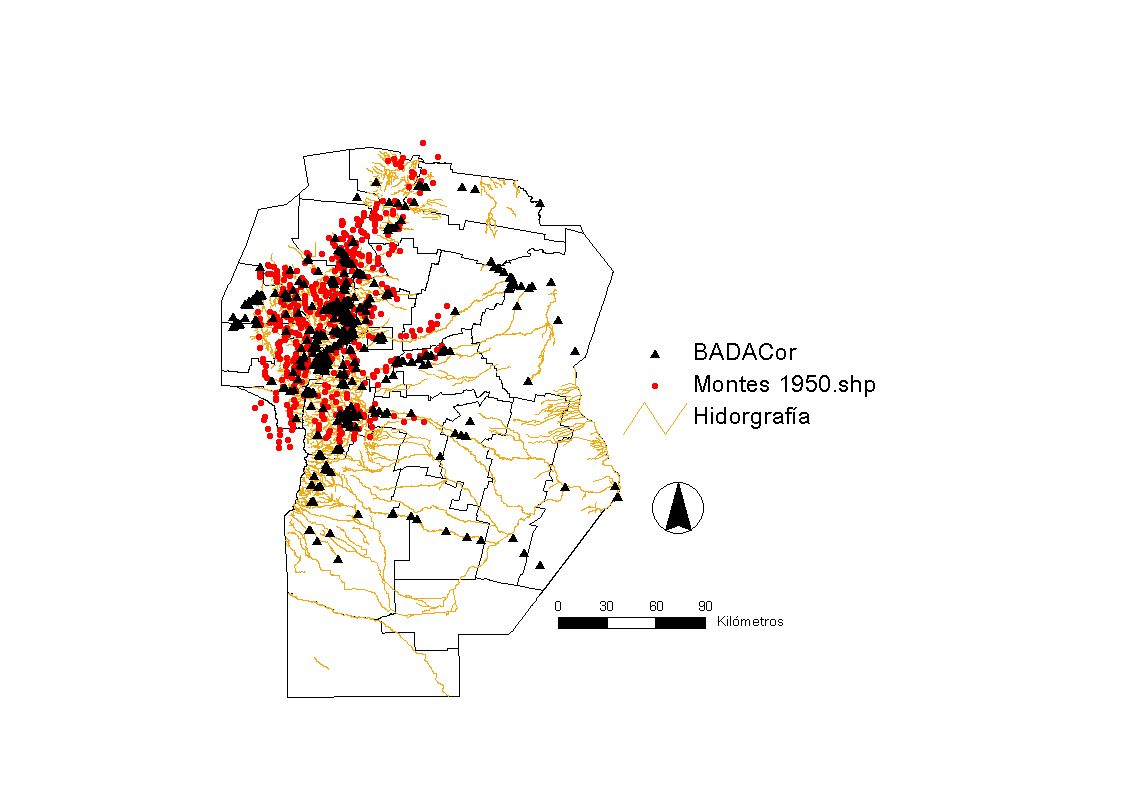 BADACor
Montes 1950.shp
Hidorgrafía
0 30 60 90
Kilómetros